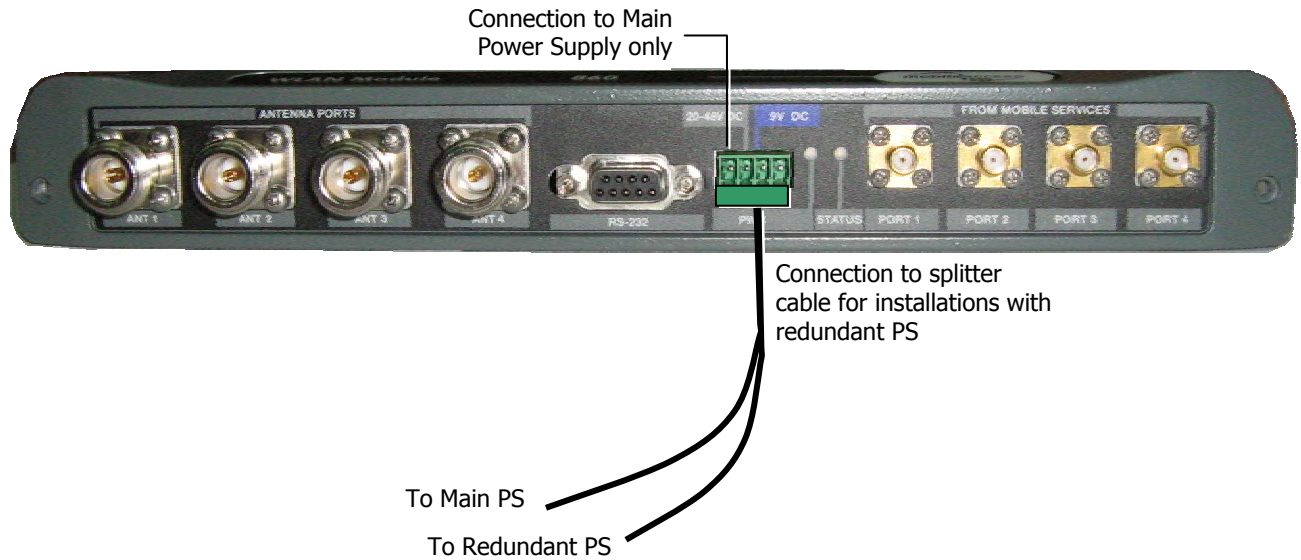 Connection to Main
Power Supply only
WLAN Module
860
ANTENNA PORTS
20-48V DC
9V DC
FROM MOBILE SERVICES
ANT 1
ANT 2
ANT 3
ANT 4
RS-232
STATUS
PORT 1
PORT 2
PORT 3
PORT 4
Connection to splitter
cable for installations with
redundant PS
To Main PS
To Redundant PS